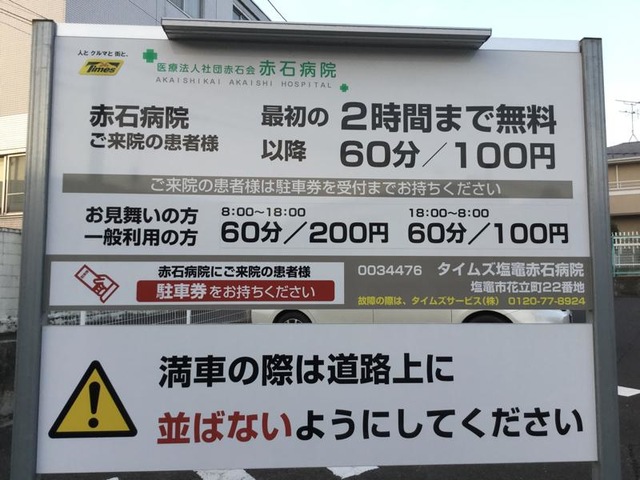 人と クルマと 街と。
Times
医療法人社団赤石会 赤石病院
AKAISHIKAI AKAISHI HOSPITAL
赤石病院
ご来院の患者様
最初の 2時間まで無料
以降 60分/100円
ご来院の患者様は駐車券を受付までお持ちください
お見舞いの方
一般利用の方
8:00~18:00
60分/200円
18:00~8:00
60分/100円
赤石病院にご来院の患者様
駐車券をお持ちください
0034476 タイムズ塩竈赤石病院
塩竈市花立町22番地
故障の際は、タイムズサービス(株) 0120-77-8924
満車の際は道路上に
並ばないようにしてください